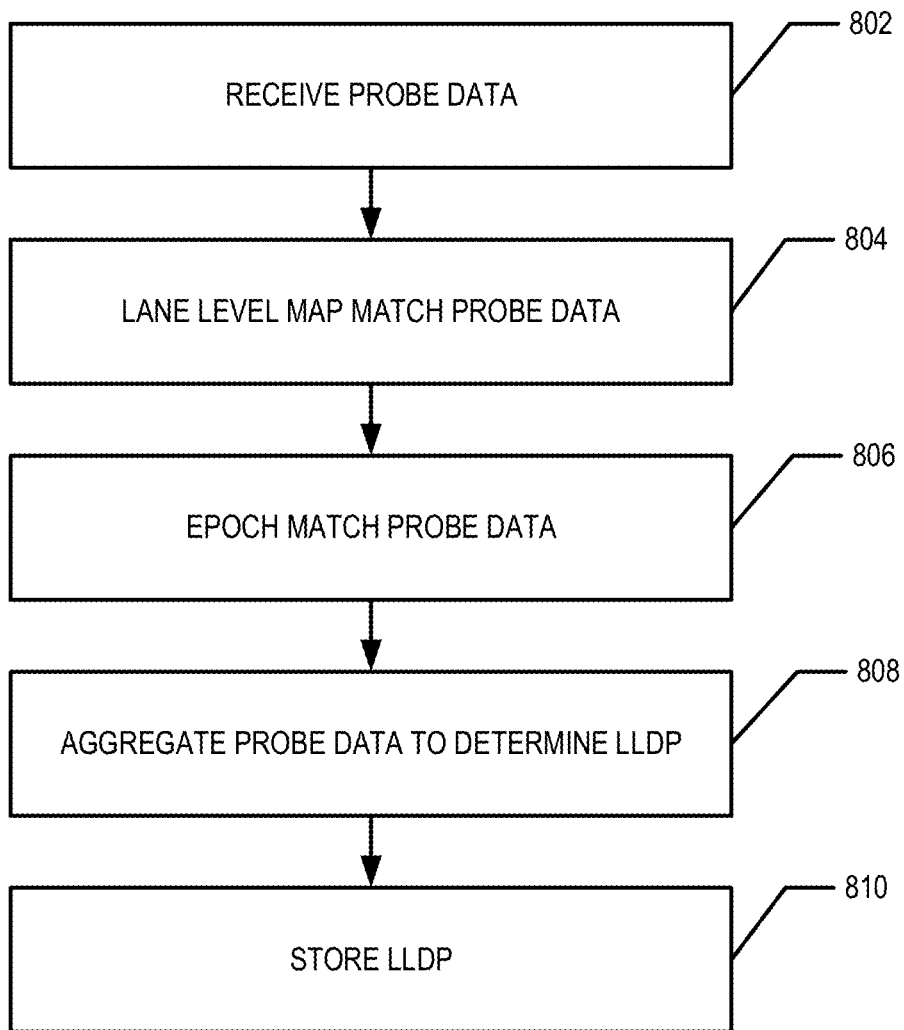 802
RECEIVE PROBE DATA
804
LANE LEVEL MAP MATCH PROBE DATA
806
EPOCH MATCH PROBE DATA
808
AGGREGATE PROBE DATA TO DETERMINE LLDP
810
STORE LLDP